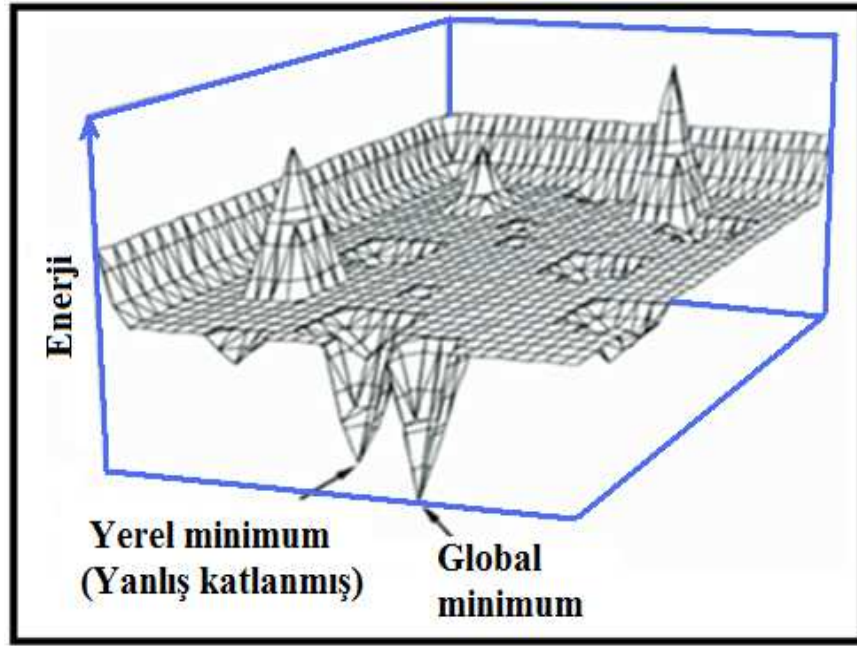 Enerji
Yerel minimum
(Yanlış katlanmış)
Global
minimum